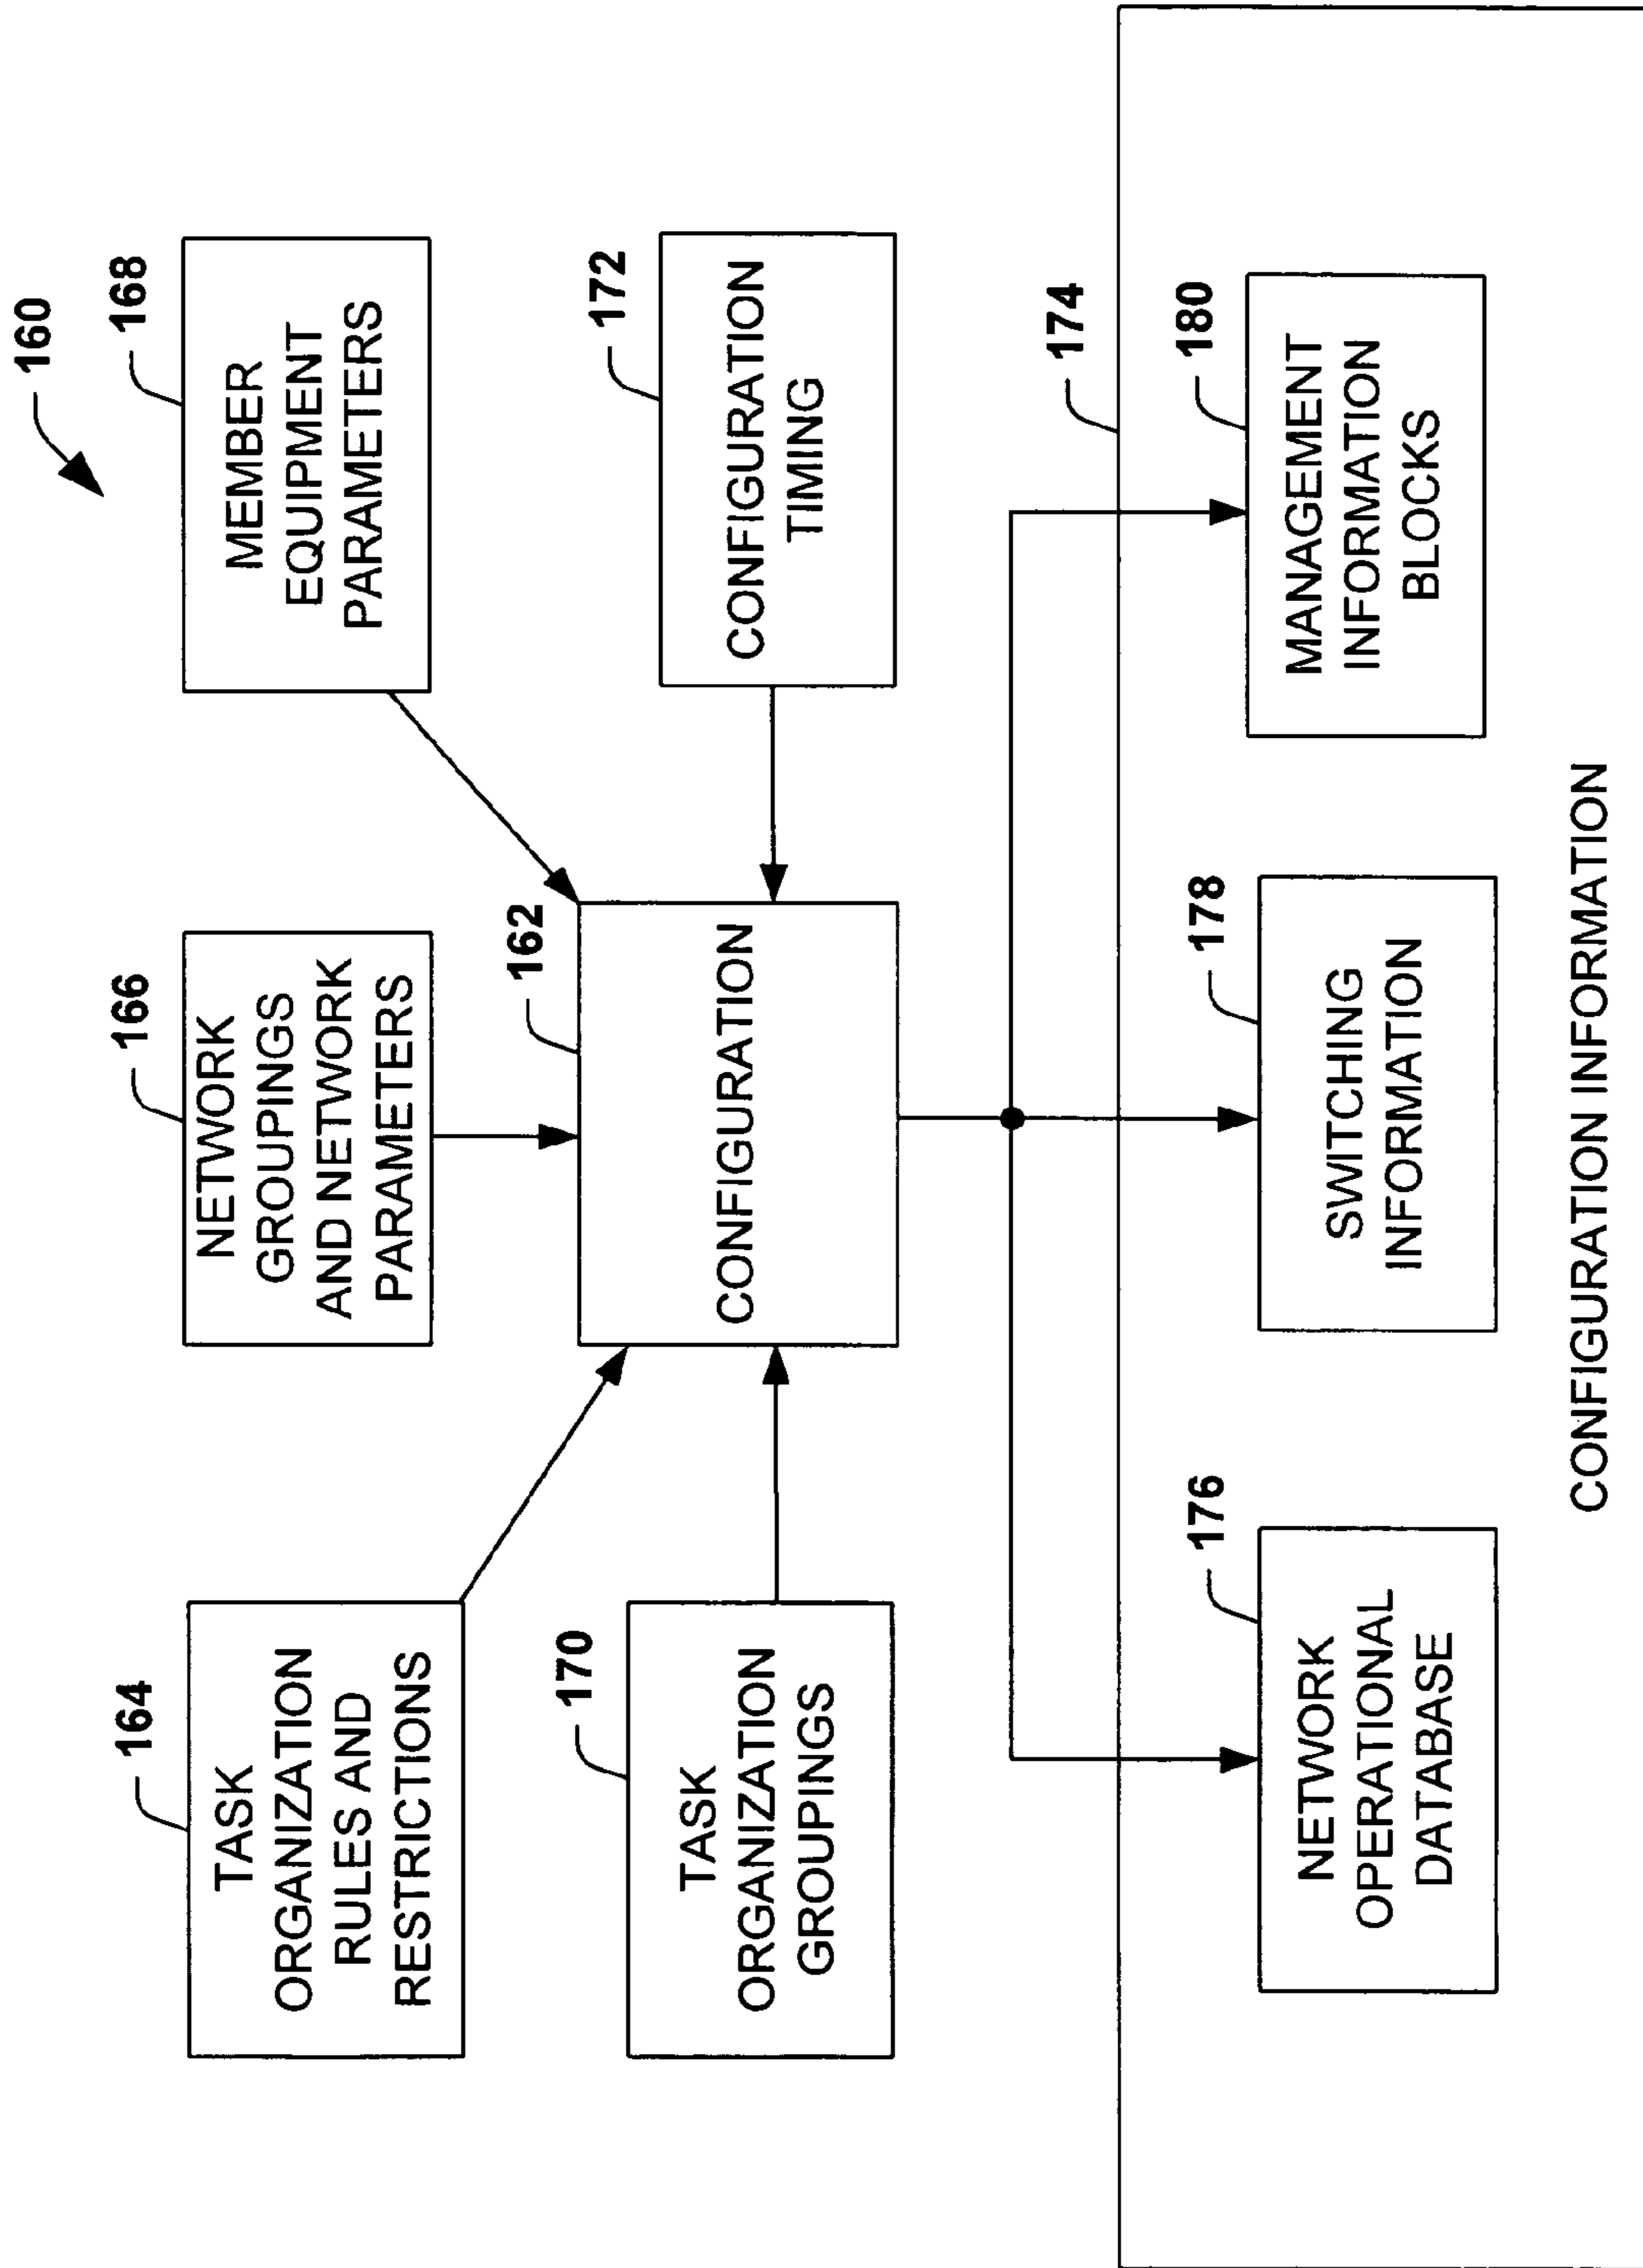 160
164
TASK
ORGANIZATION
RULES AND
RESTRICTIONS
166
NETWORK
GROUPINGS
AND NETWORK
PARAMETERS
168
MEMBER
EQUIPMENT
PARAMETERS
170
TASK
ORGANIZATION
GROUPINGS
162
CONFIGURATION
172
CONFIGURATION
TIMING
174
176
NETWORK
OPERATIONAL
DATABASE
178
SWITCHING
INFORMATION
180
MANAGEMENT
INFORMATION
BLOCKS
CONFIGURATION INFORMATION